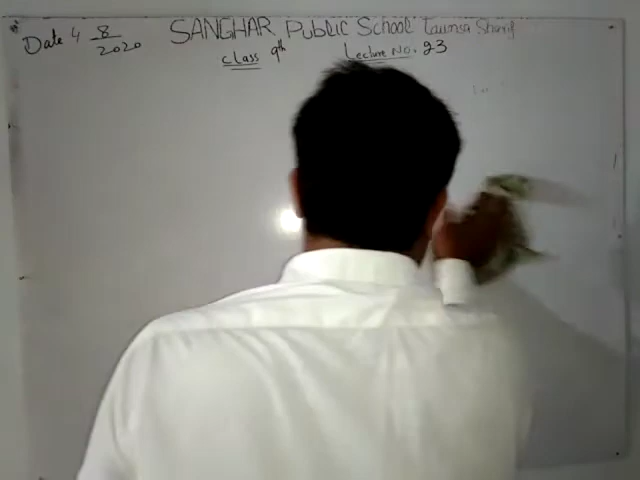 SANGHAR Public School Taunsa Sharif
Date 4 8 2020
Class 9th Lecture No. 23